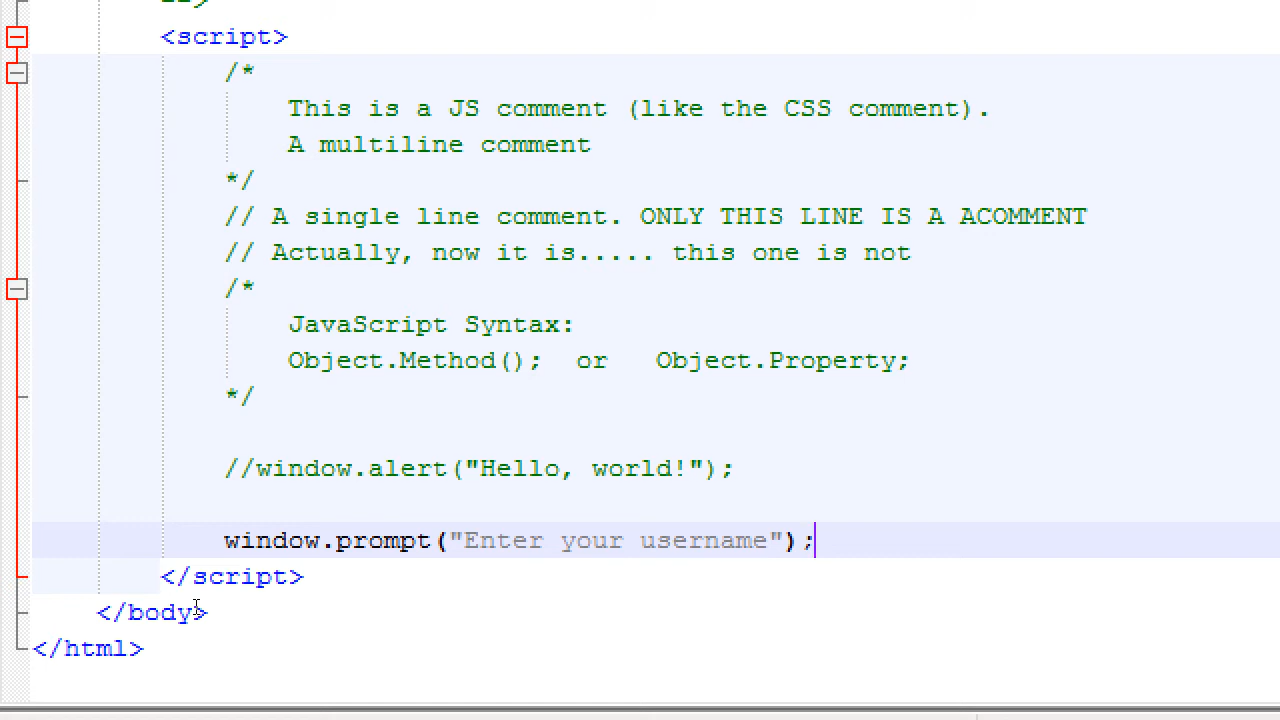 <script>
/*
This is a JS comment (like the CSS comment).
A multiline comment
*/
// A single line comment. ONLY THIS LINE IS A ACOMMENT
// Actually, now it is..... this one is not
/*
JavaScript Syntax:
Object.Method();  or   Object.Property;
*/
//window.alert("Hello, world!");
window.prompt("Enter your username");
</script>
</body>
</html>